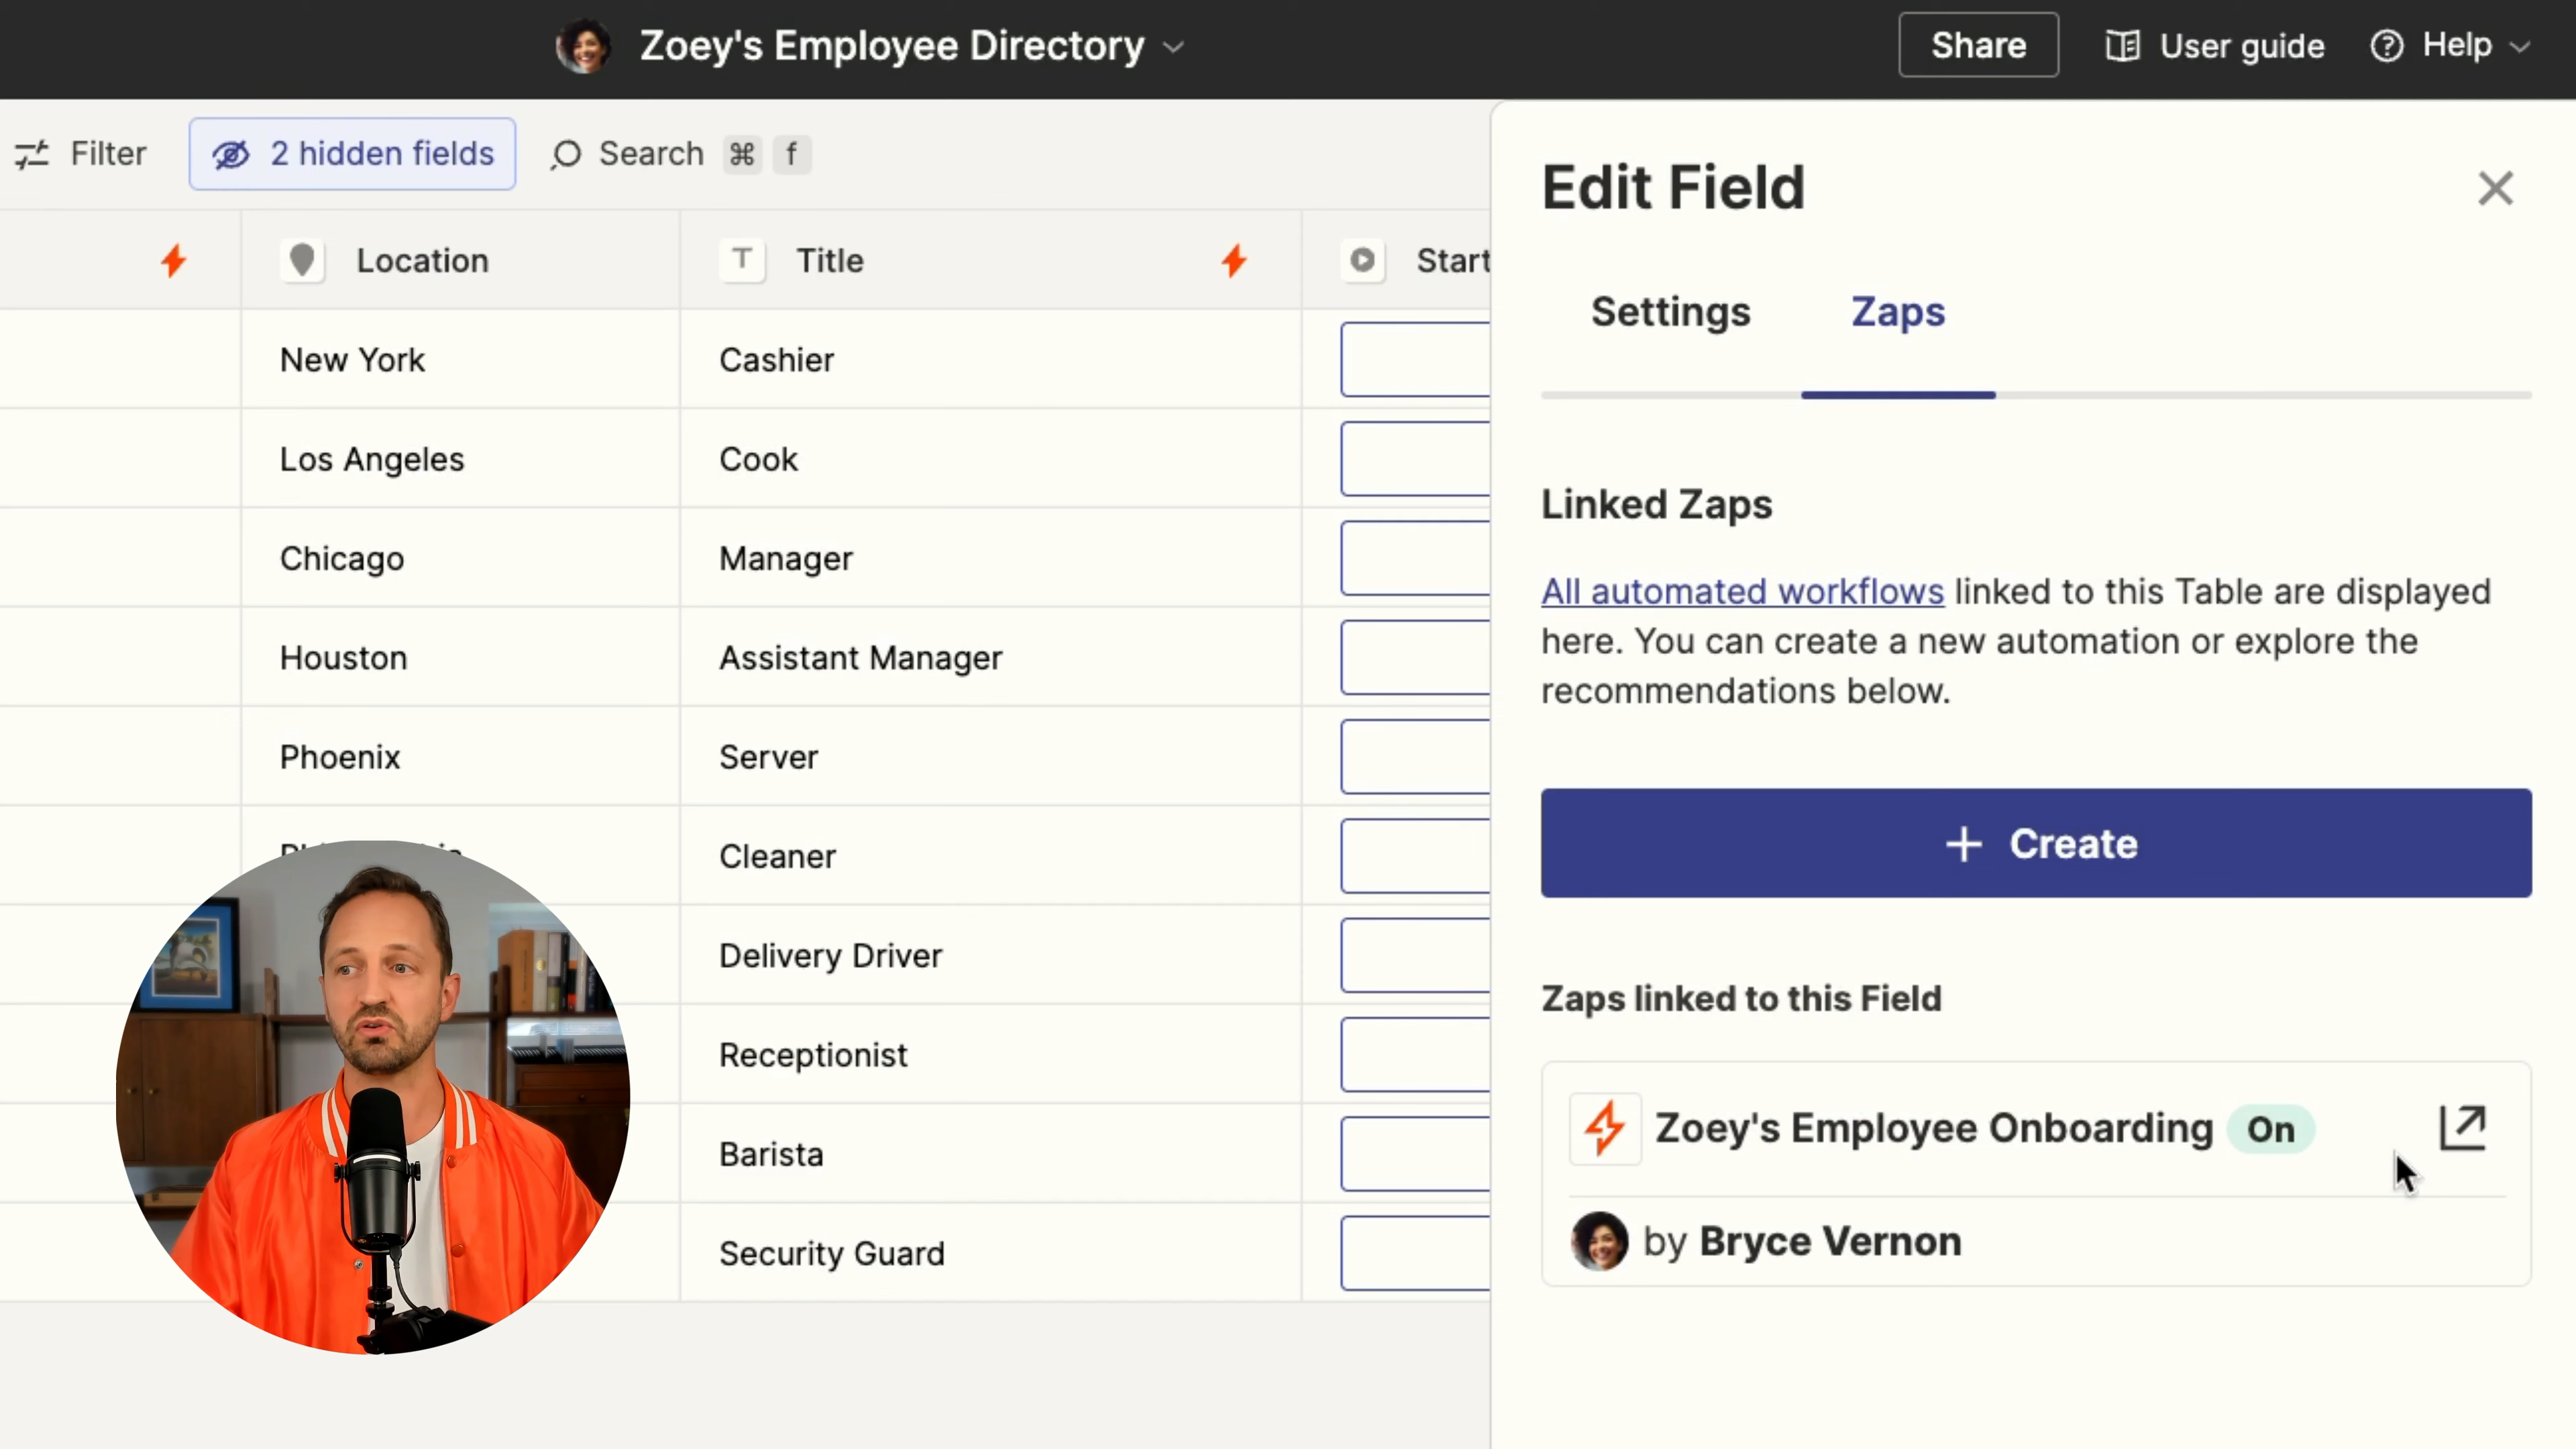 Zoey's Employee Directory
Share
User guide
Help
Filter
2 hidden fields
Search ⌘ f
Location
Title
Start
New York
Cashier
Los Angeles
Cook
Chicago
Manager
Houston
Assistant Manager
Phoenix
Server
Cleaner
Delivery Driver
Receptionist
Barista
Security Guard
Edit Field
Settings
Zaps
Linked Zaps
All automated workflows linked to this Table are displayed
here. You can create a new automation or explore the
recommendations below.
+ Create
Zaps linked to this Field
Zoey's Employee Onboarding On
by Bryce Vernon